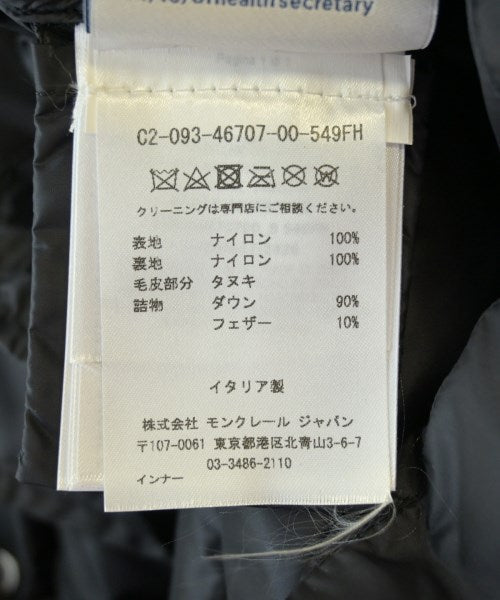 healthsecretary
C2-093-46707-00-549FH
クリーニングは専門店にご相談ください。
表地 ナイロン 100%
裏地 ナイロン 100%
毛皮部分 タヌキ
詰物 ダウン 90%
フェザー 10%
イタリア製
株式会社 モンクレール ジャパン
〒107-0061 東京都港区北青山3-6-7
03-3486-2110
インナー